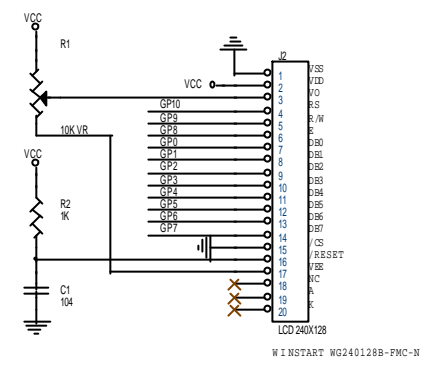 VCC
R1
10K VR
VCC
R2
1K
C1
104
VCC
GP10
GP9
GP8
GP0
GP1
GP2
GP3
GP4
GP5
GP6
GP7
J2
1 VSS
2 VDD
3 VO
4 RS
5 R/W
6 E
7 DB0
8 DB1
9 DB2
10 DB3
11 DB4
12 DB5
13 DB6
14 DB7
15 /CS
16 /RESET
17 VEE
18 NC
19 A
20 K
LCD 240X128
WINSTART WG240128B-FMC-N